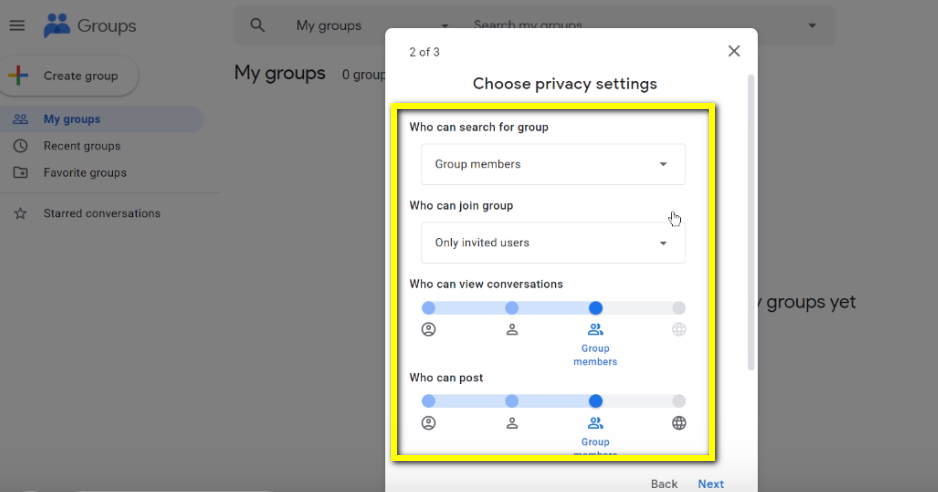 Groups
My groups
Search my groups
Create group
My groups
0 group
My groups
Recent groups
Favorite groups
Starred conversations
2 of 3
Choose privacy settings
Who can search for group
Group members
Who can join group
Only invited users
Who can view conversations
Group
members
Who can post
Group
members
Back
Next
y groups yet